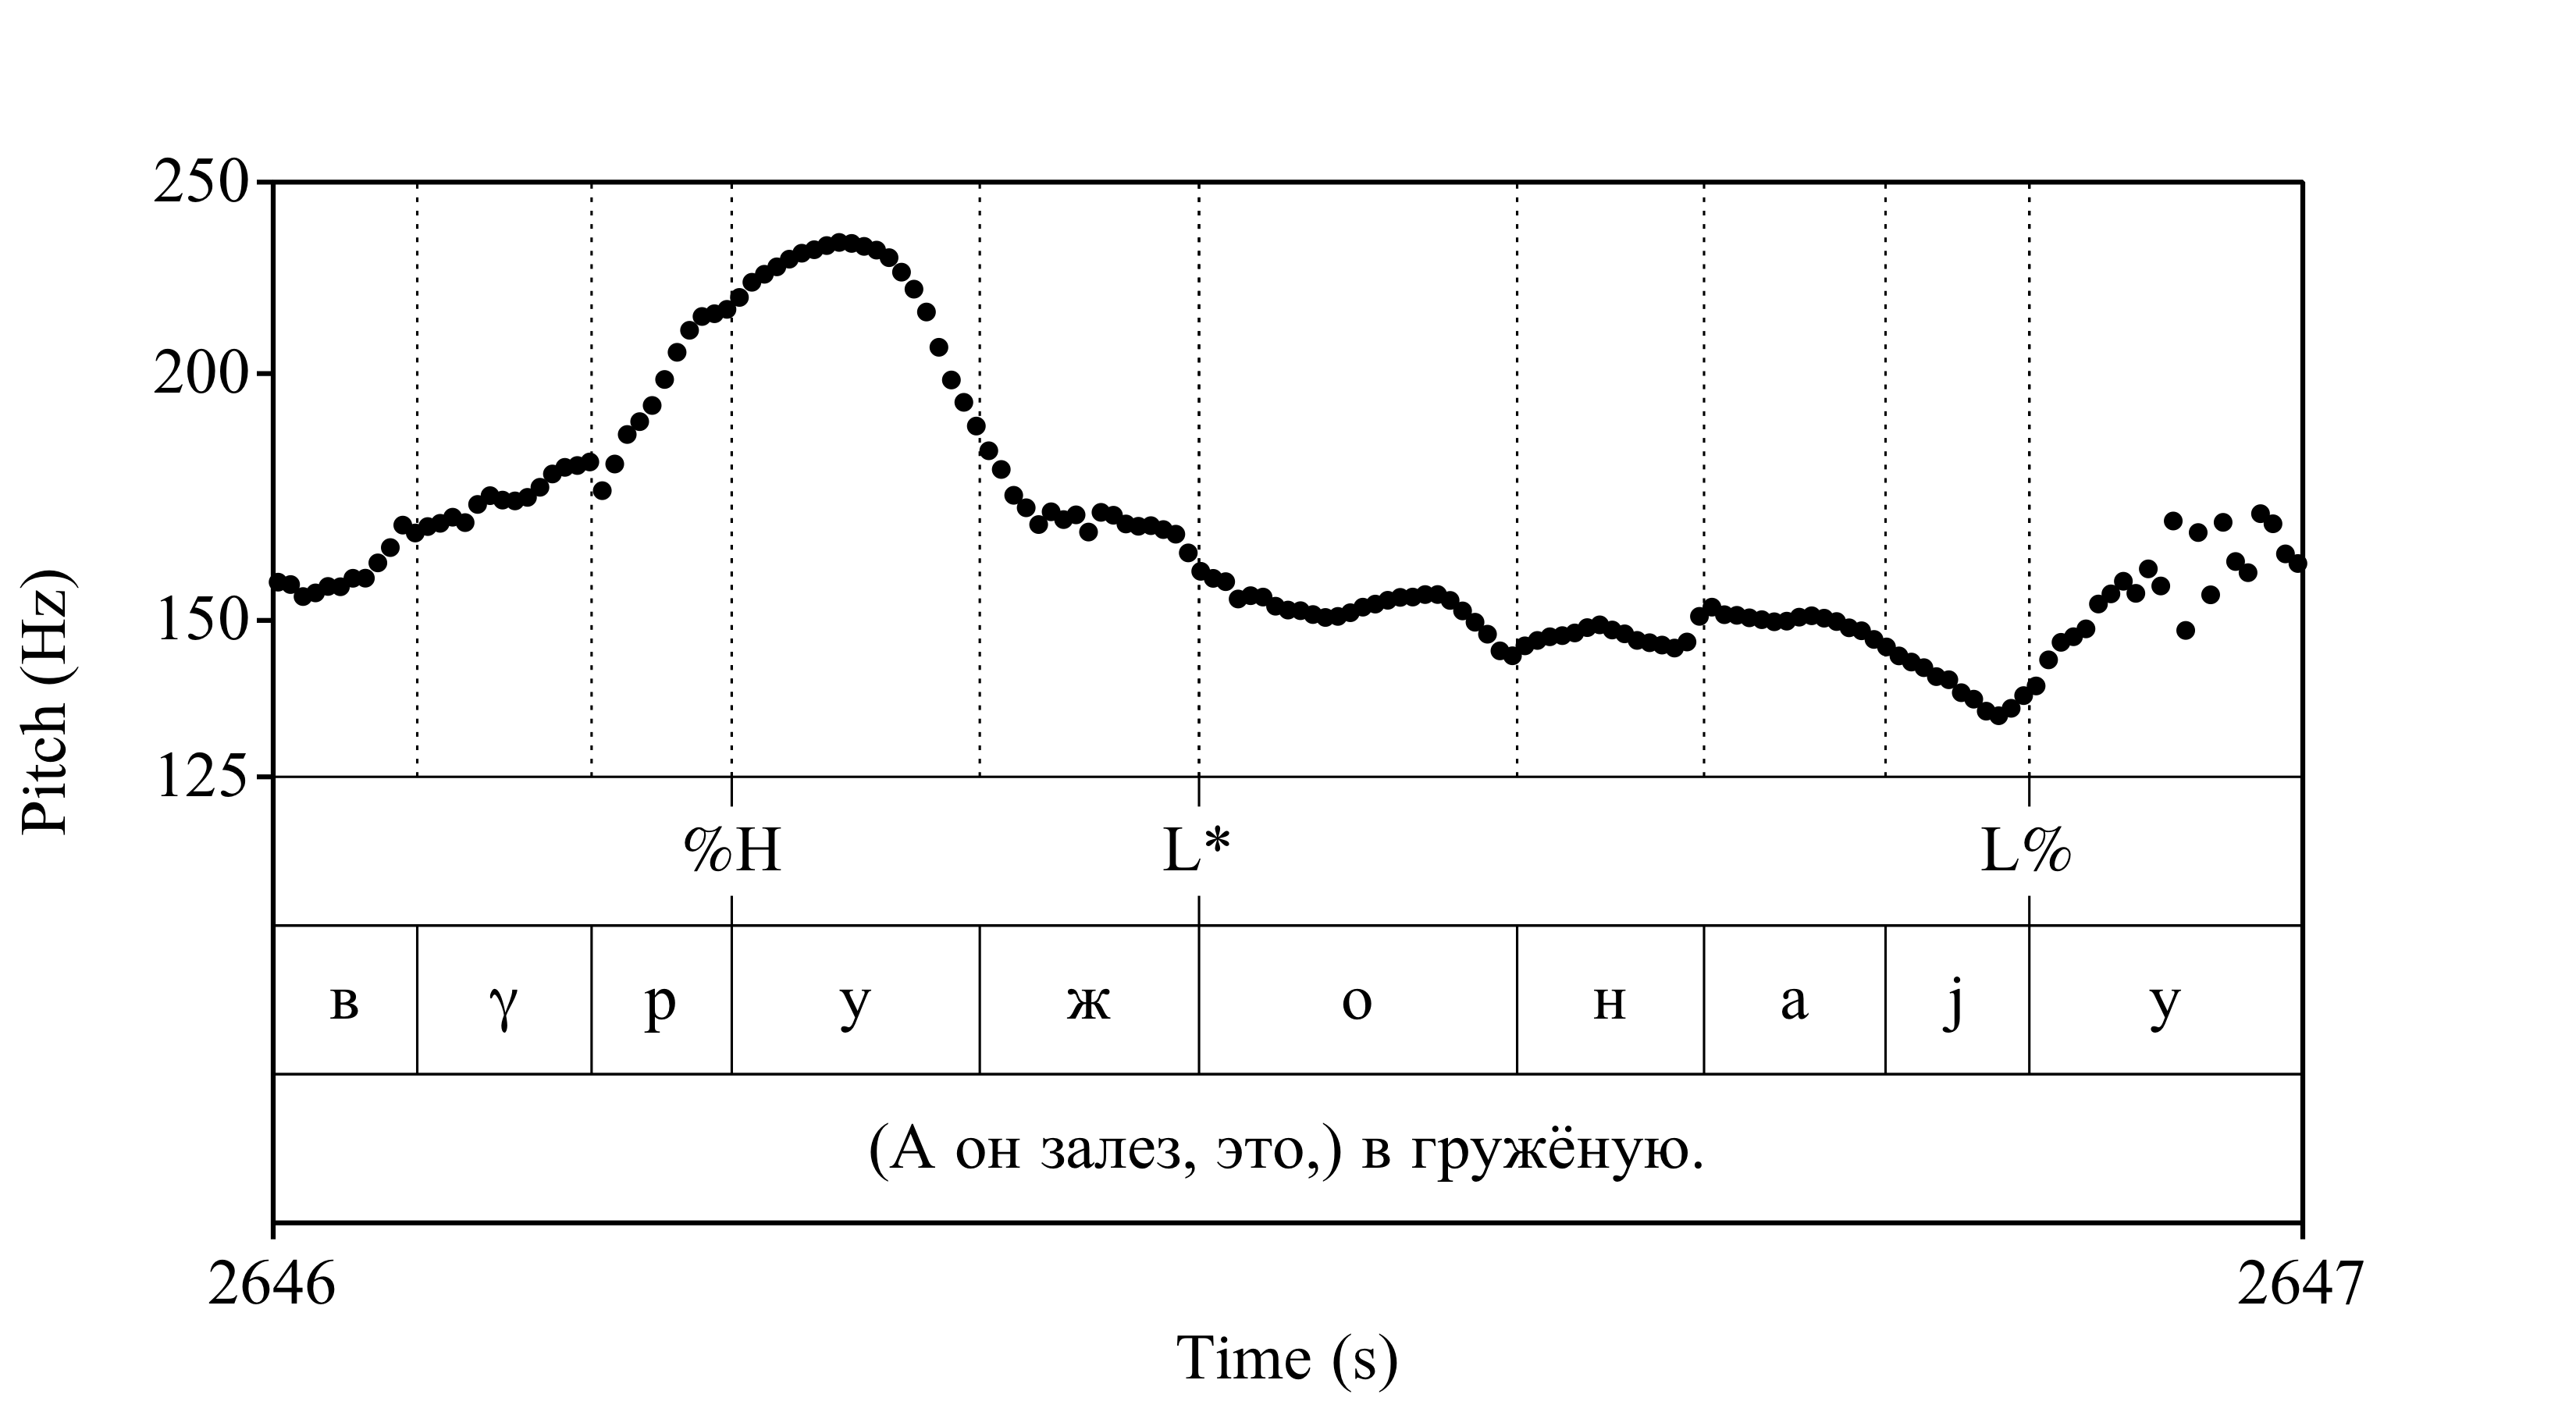 250
200
150
125
Pitch (Hz)
%H L* L%
в γ р у ж о н а j у
(А он залез, это,) в гружёную.
2646 2647
Time (s)